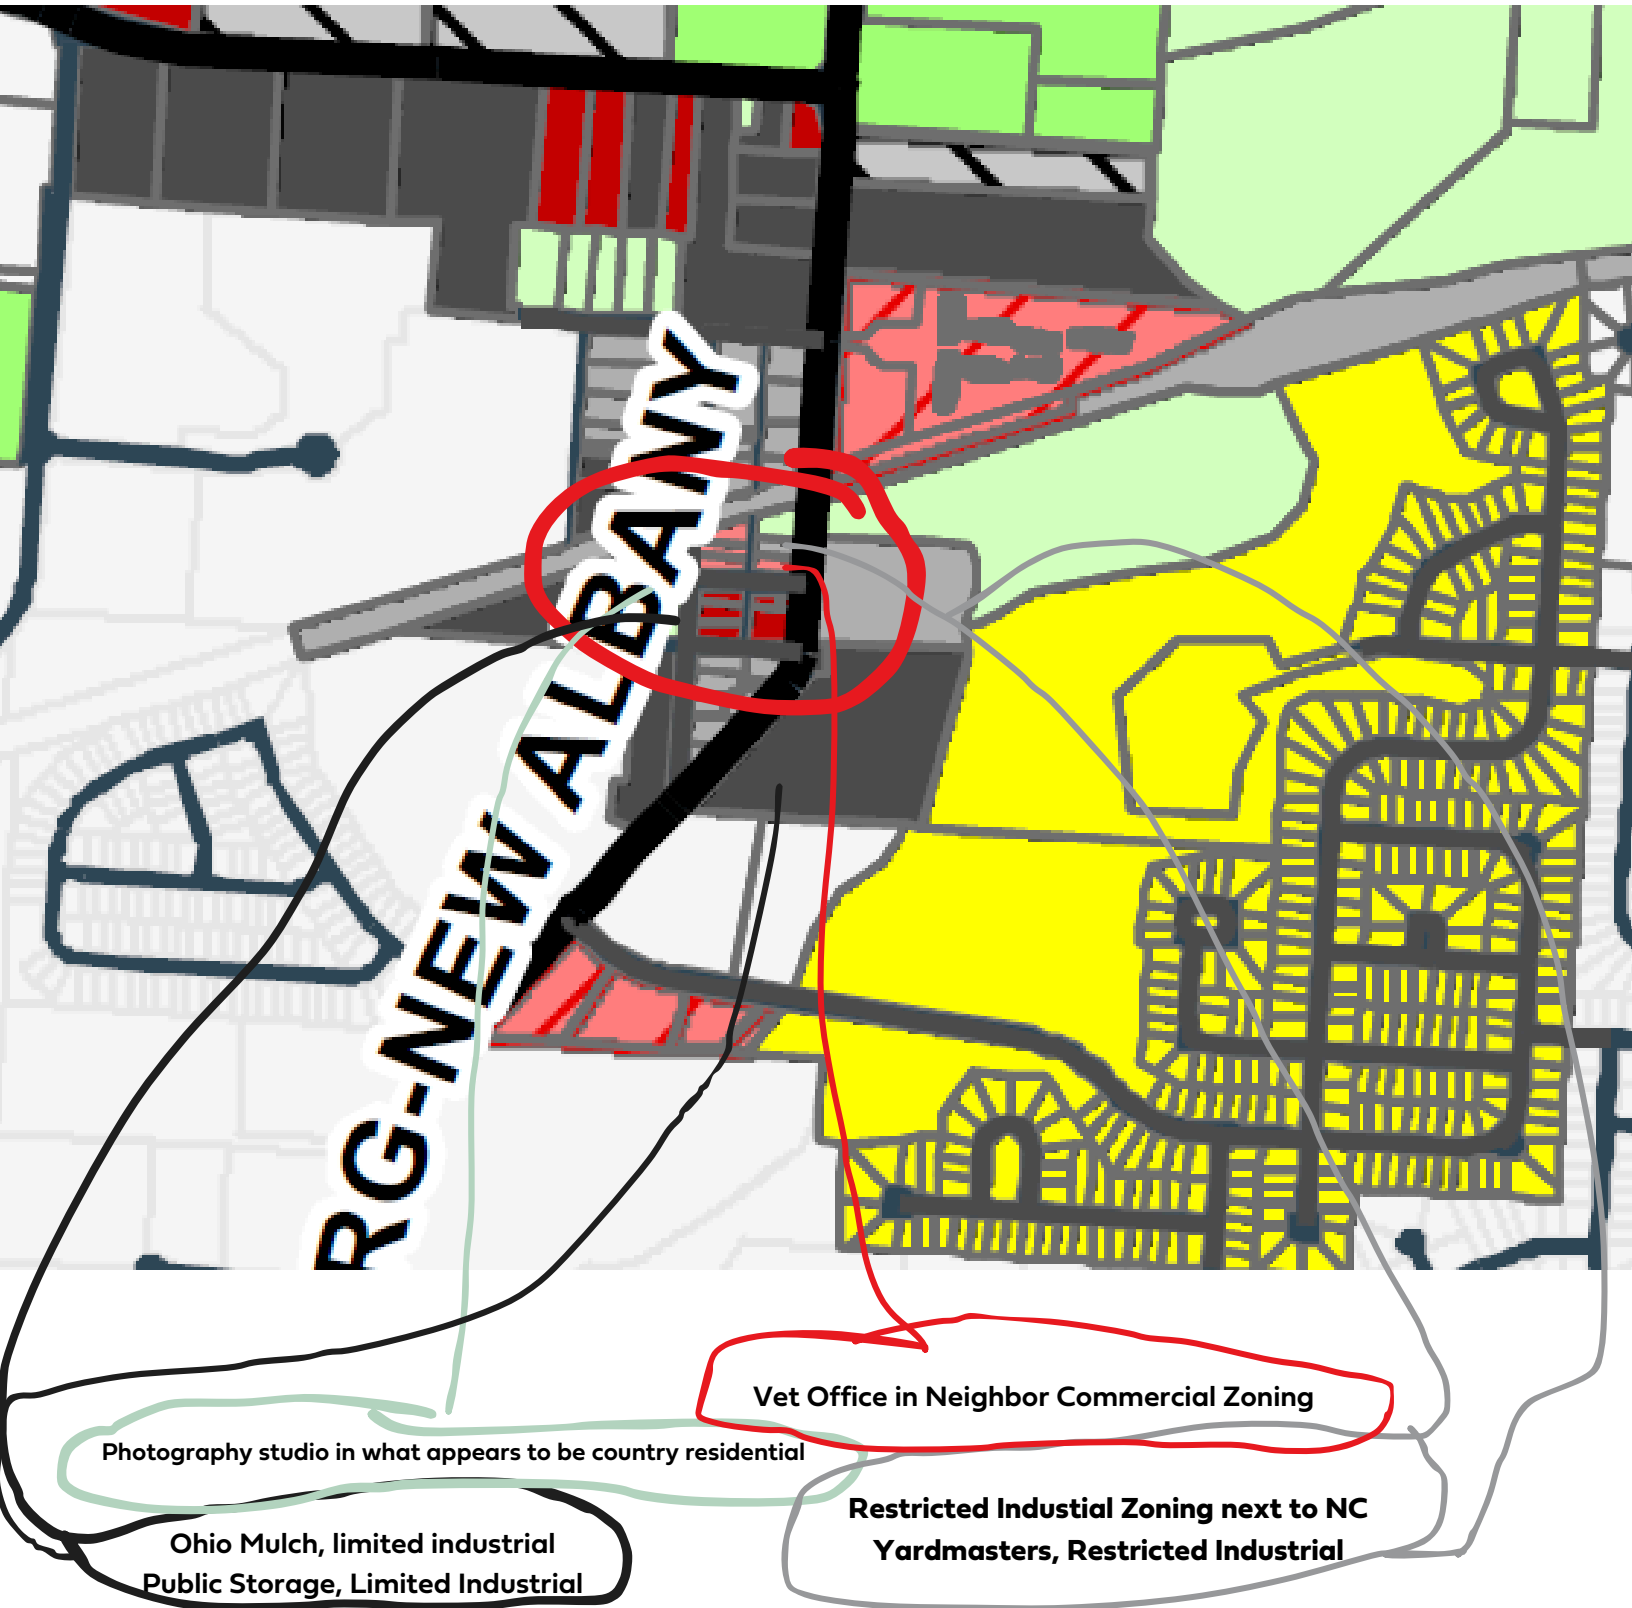 RG-NEW ALBANY
Vet Office in Neighbor Commercial Zoning
Photography studio in what appears to be country residential
Restricted Industial Zoning next to NC
Yardmasters, Restricted Industrial
Ohio Mulch, limited industrial
Public Storage, Limited Industrial